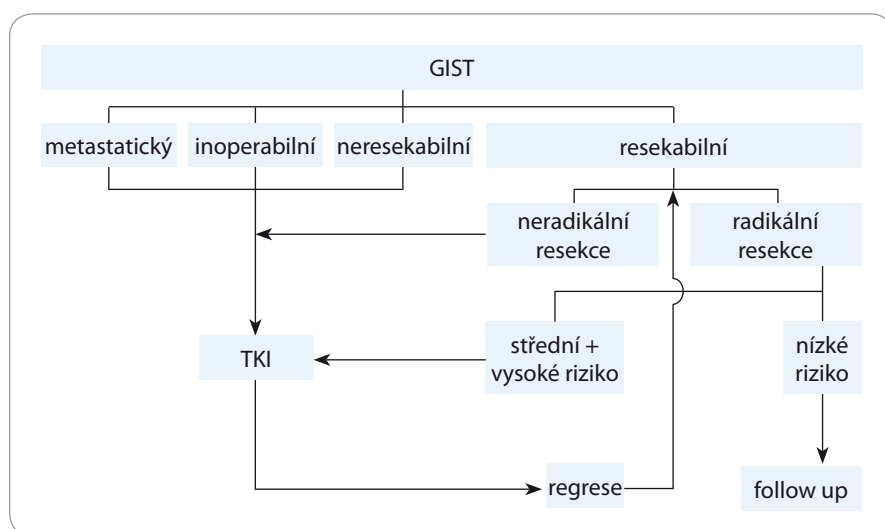 GIST
metastatický
inoperabilní
neresekabilní
resekabilní
neradikální
resekce
radikální
resekce
TKI
střední +
vysoké riziko
nízké
riziko
regrese
follow up